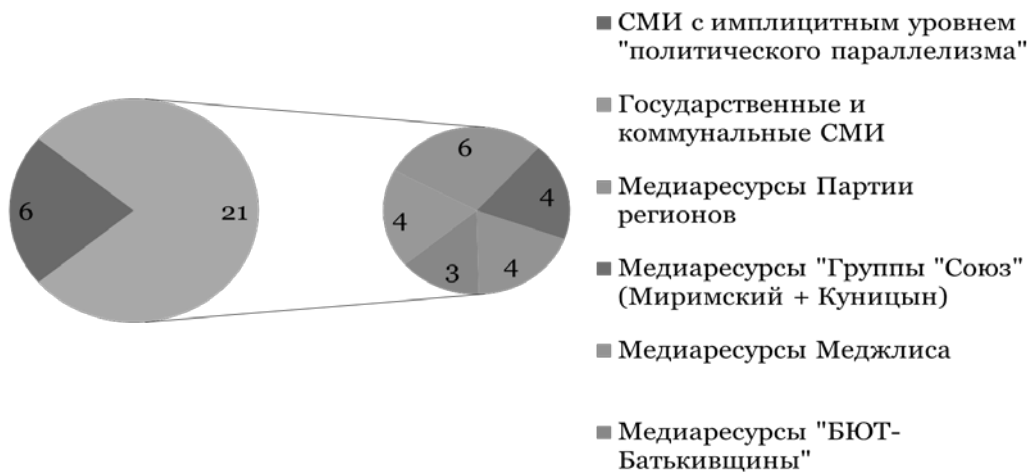 СМИ с имплицитным уровнем
"политического параллелизма"
Государственные и
коммунальные СМИ
Медиаресурсы Партии
регионов
Медиаресурсы "Группы "Союз"
(Миримский + Куницын)
Медиаресурсы Меджлиса
Медиаресурсы "БЮТ-
Батькивщины"
6
21
6
4
4
3
4